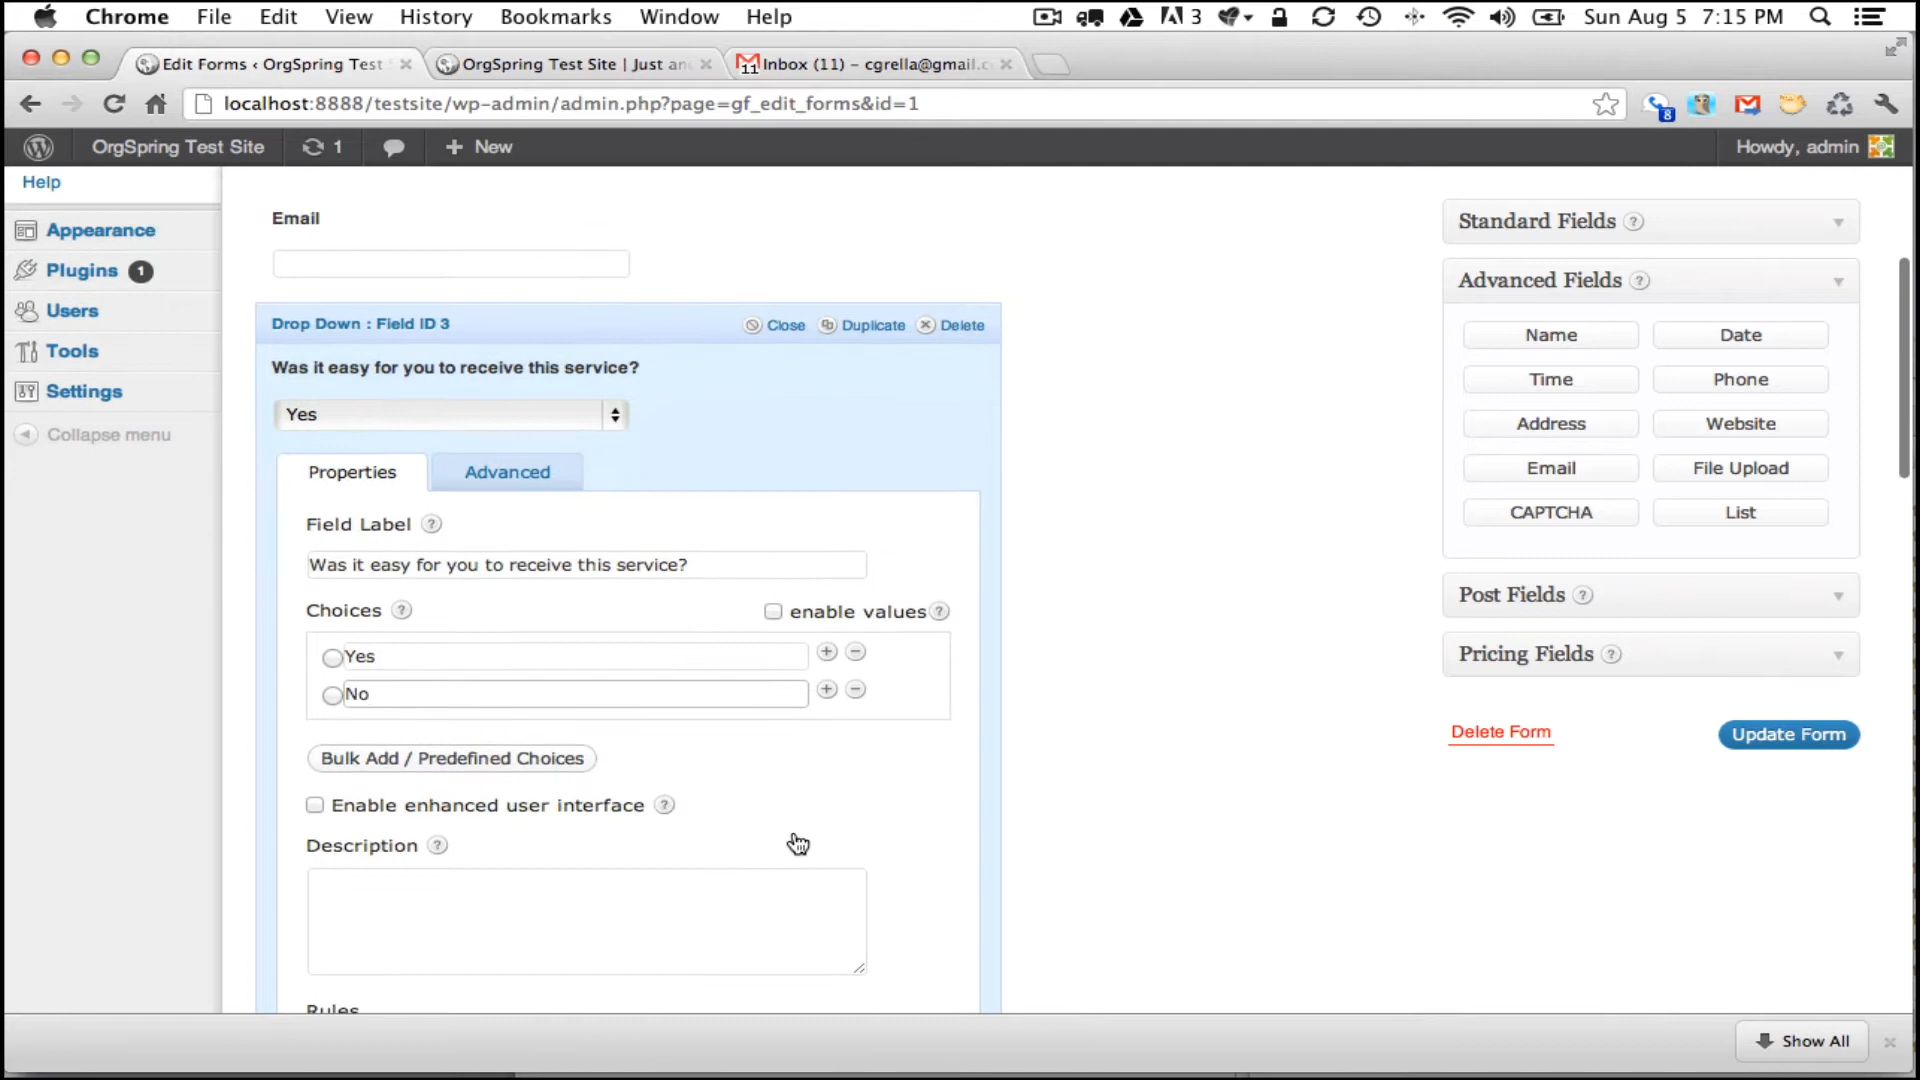 Chrome File Edit View History Bookmarks Window Help 3 Sun Aug 5 7:15 PM
Edit Forms ‹ OrgSpring Test OrgSpring Test Site | Just an 11 Inbox (11) – cgrella@gmail.c
localhost:8888/testsite/wp-admin/admin.php?page=gf_edit_forms&id=1 8
OrgSpring Test Site 1 + New Howdy, admin
Help
Appearance
Plugins 1
Users
Tools
Settings
Collapse menu
Email
Drop Down : Field ID 3 Close Duplicate Delete
Was it easy for you to receive this service?
Yes
Properties Advanced
Field Label ?
Was it easy for you to receive this service?
Choices ? enable values ?
Yes
No
Bulk Add / Predefined Choices
Enable enhanced user interface ?
Description ?
Rules
Standard Fields ?
Advanced Fields ?
Name Date
Time Phone
Address Website
Email File Upload
CAPTCHA List
Post Fields ?
Pricing Fields ?
Delete Form Update Form
Show All